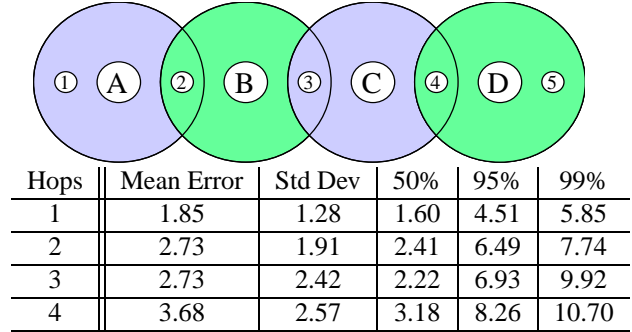 1 A 2 B 3 C 4 D 5
Hops Mean Error Std Dev 50% 95% 99%
1 1.85 1.28 1.60 4.51 5.85
2 2.73 1.91 2.41 6.49 7.74
3 2.73 2.42 2.22 6.93 9.92
4 3.68 2.57 3.18 8.26 10.70